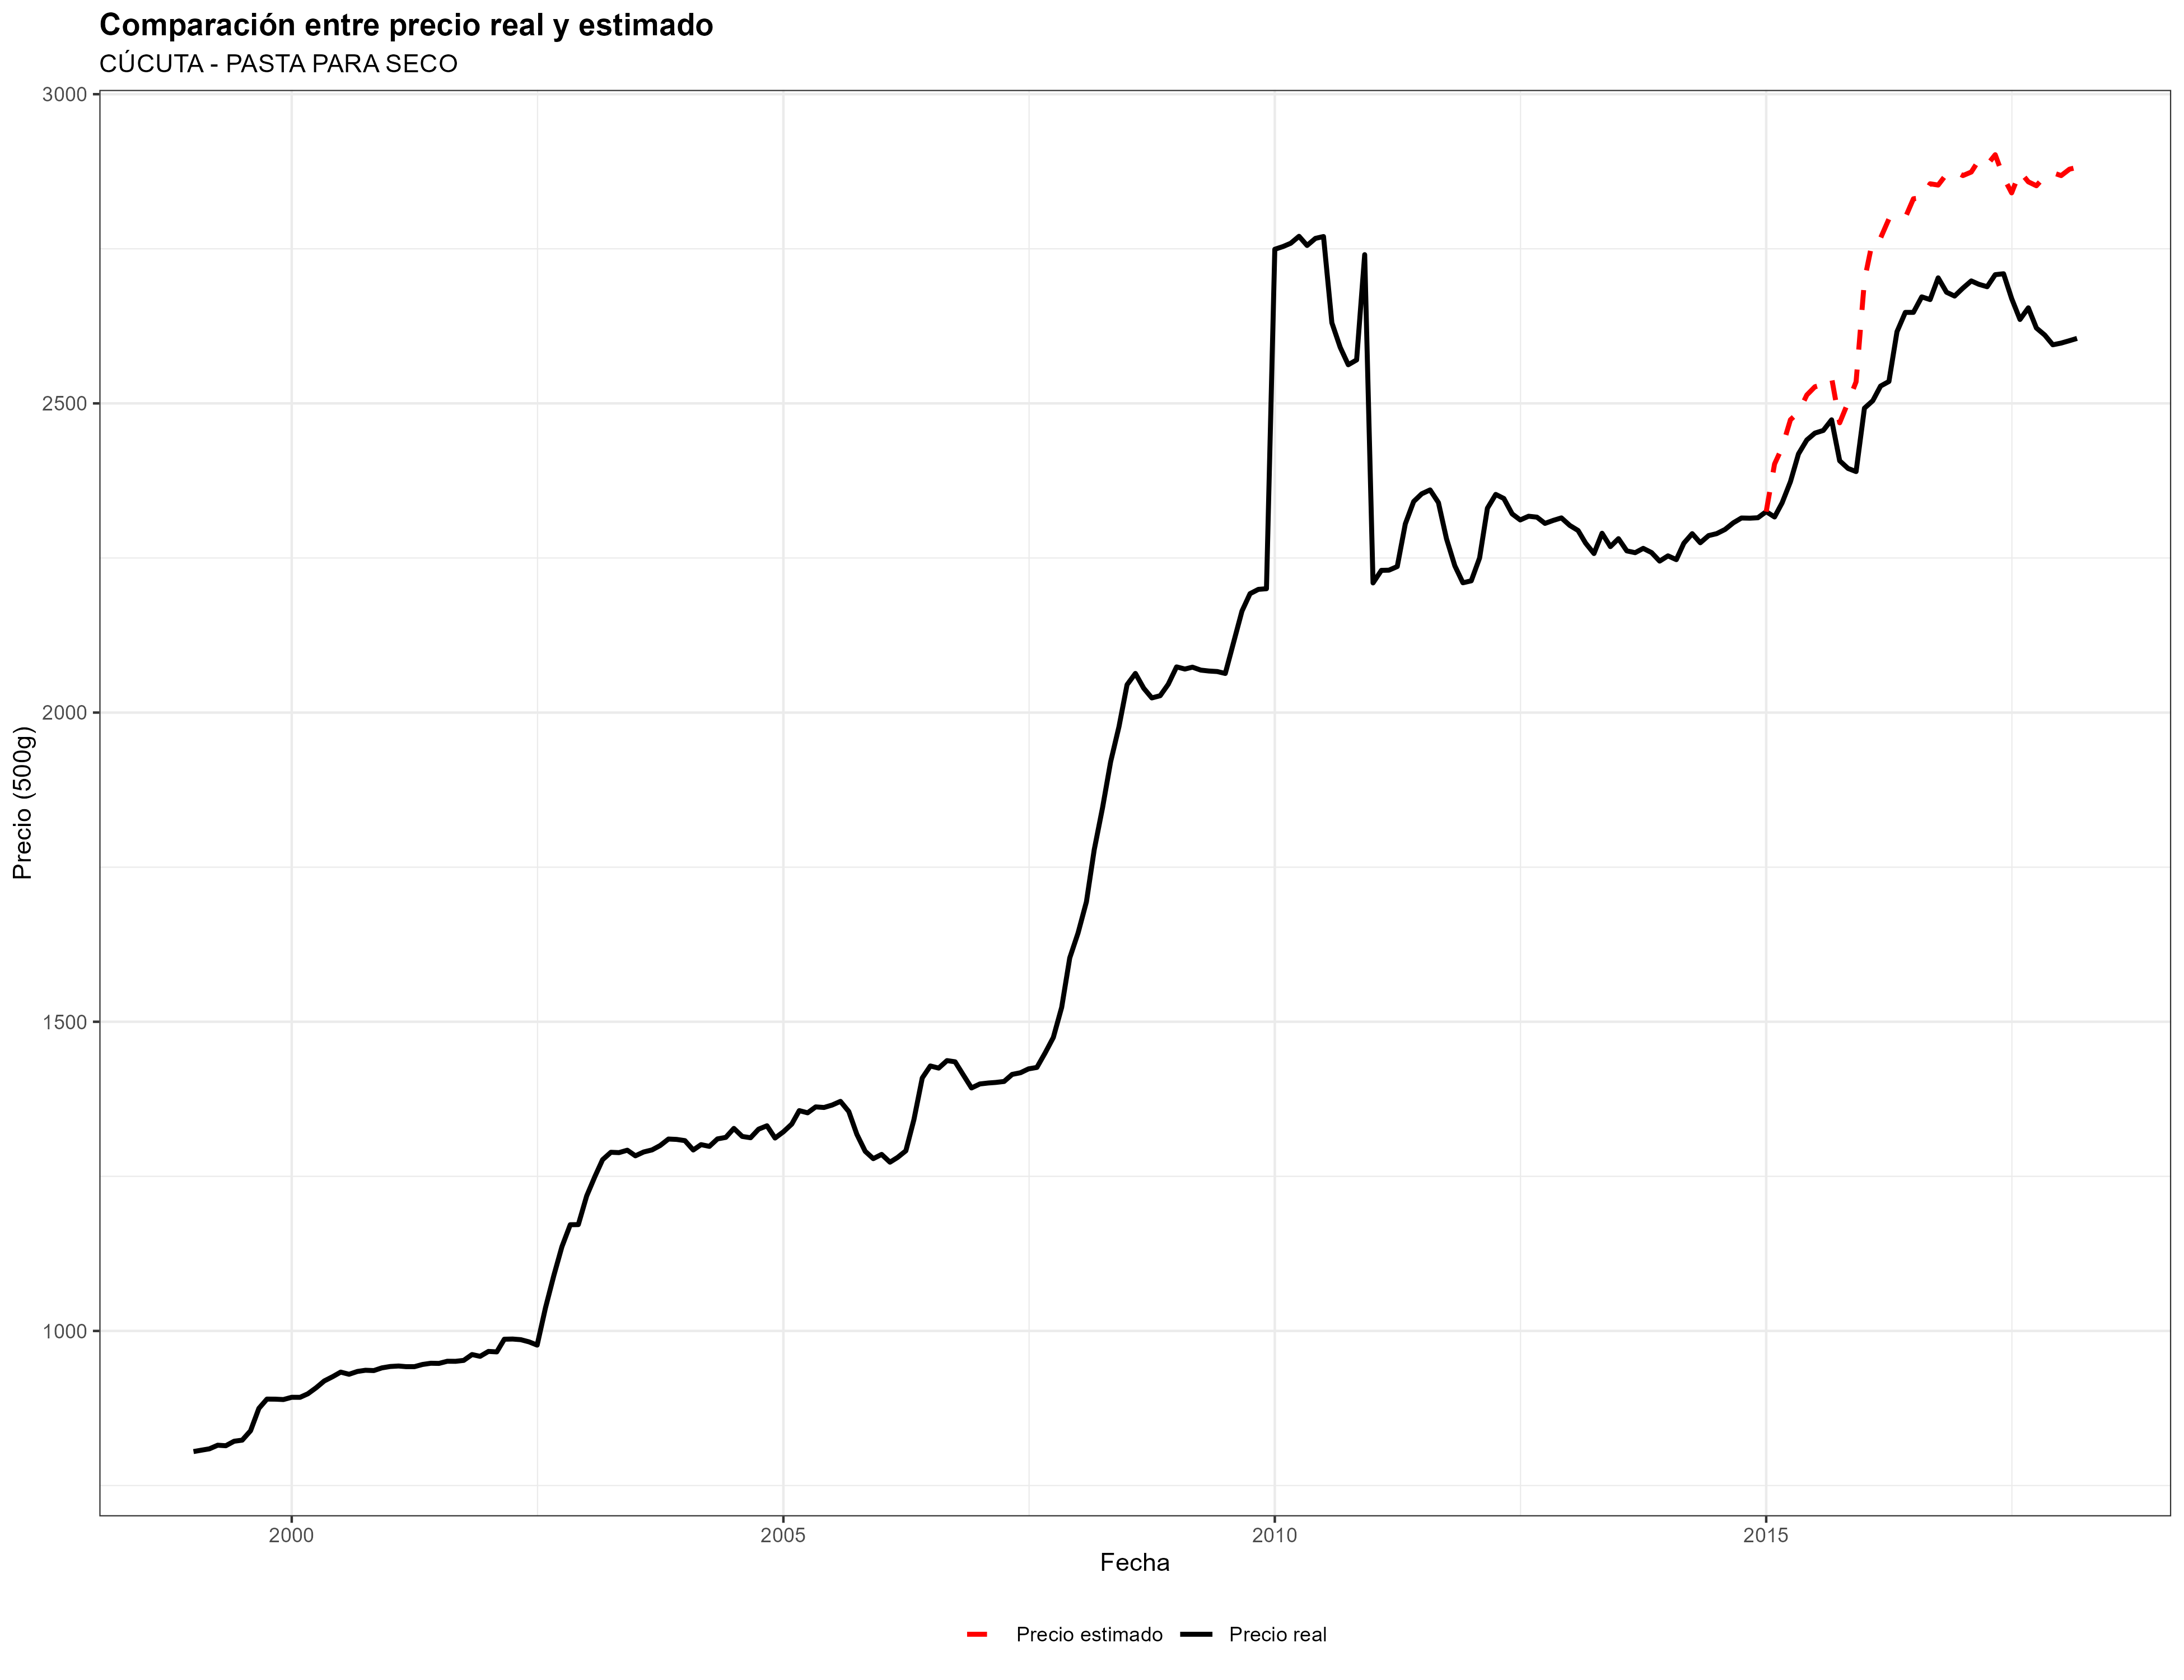 Comparación entre precio real y estimado
CÚCUTA - PASTA PARA SECO
3000
2500
2000
1500
1000
Precio (500g)
2000
2005
2010
2015
Fecha
Precio estimado
Precio real